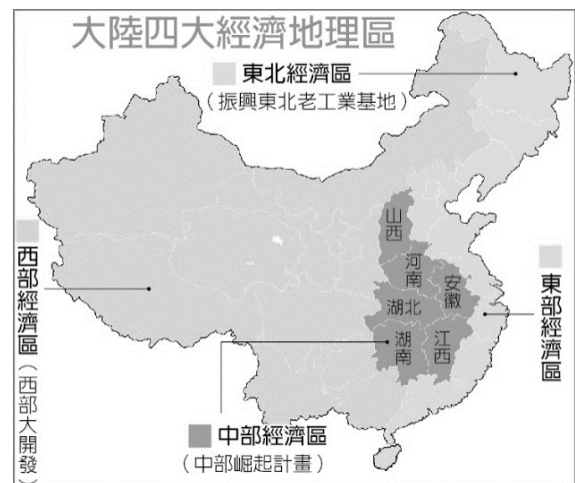 大陸四大經濟地理區
東北經濟區
（振興東北老工業基地）
山西
河南
安徽
湖北
湖南
江西
西部經濟區（西部大開發）
東部經濟區
中部經濟區
（中部崛起計畫）